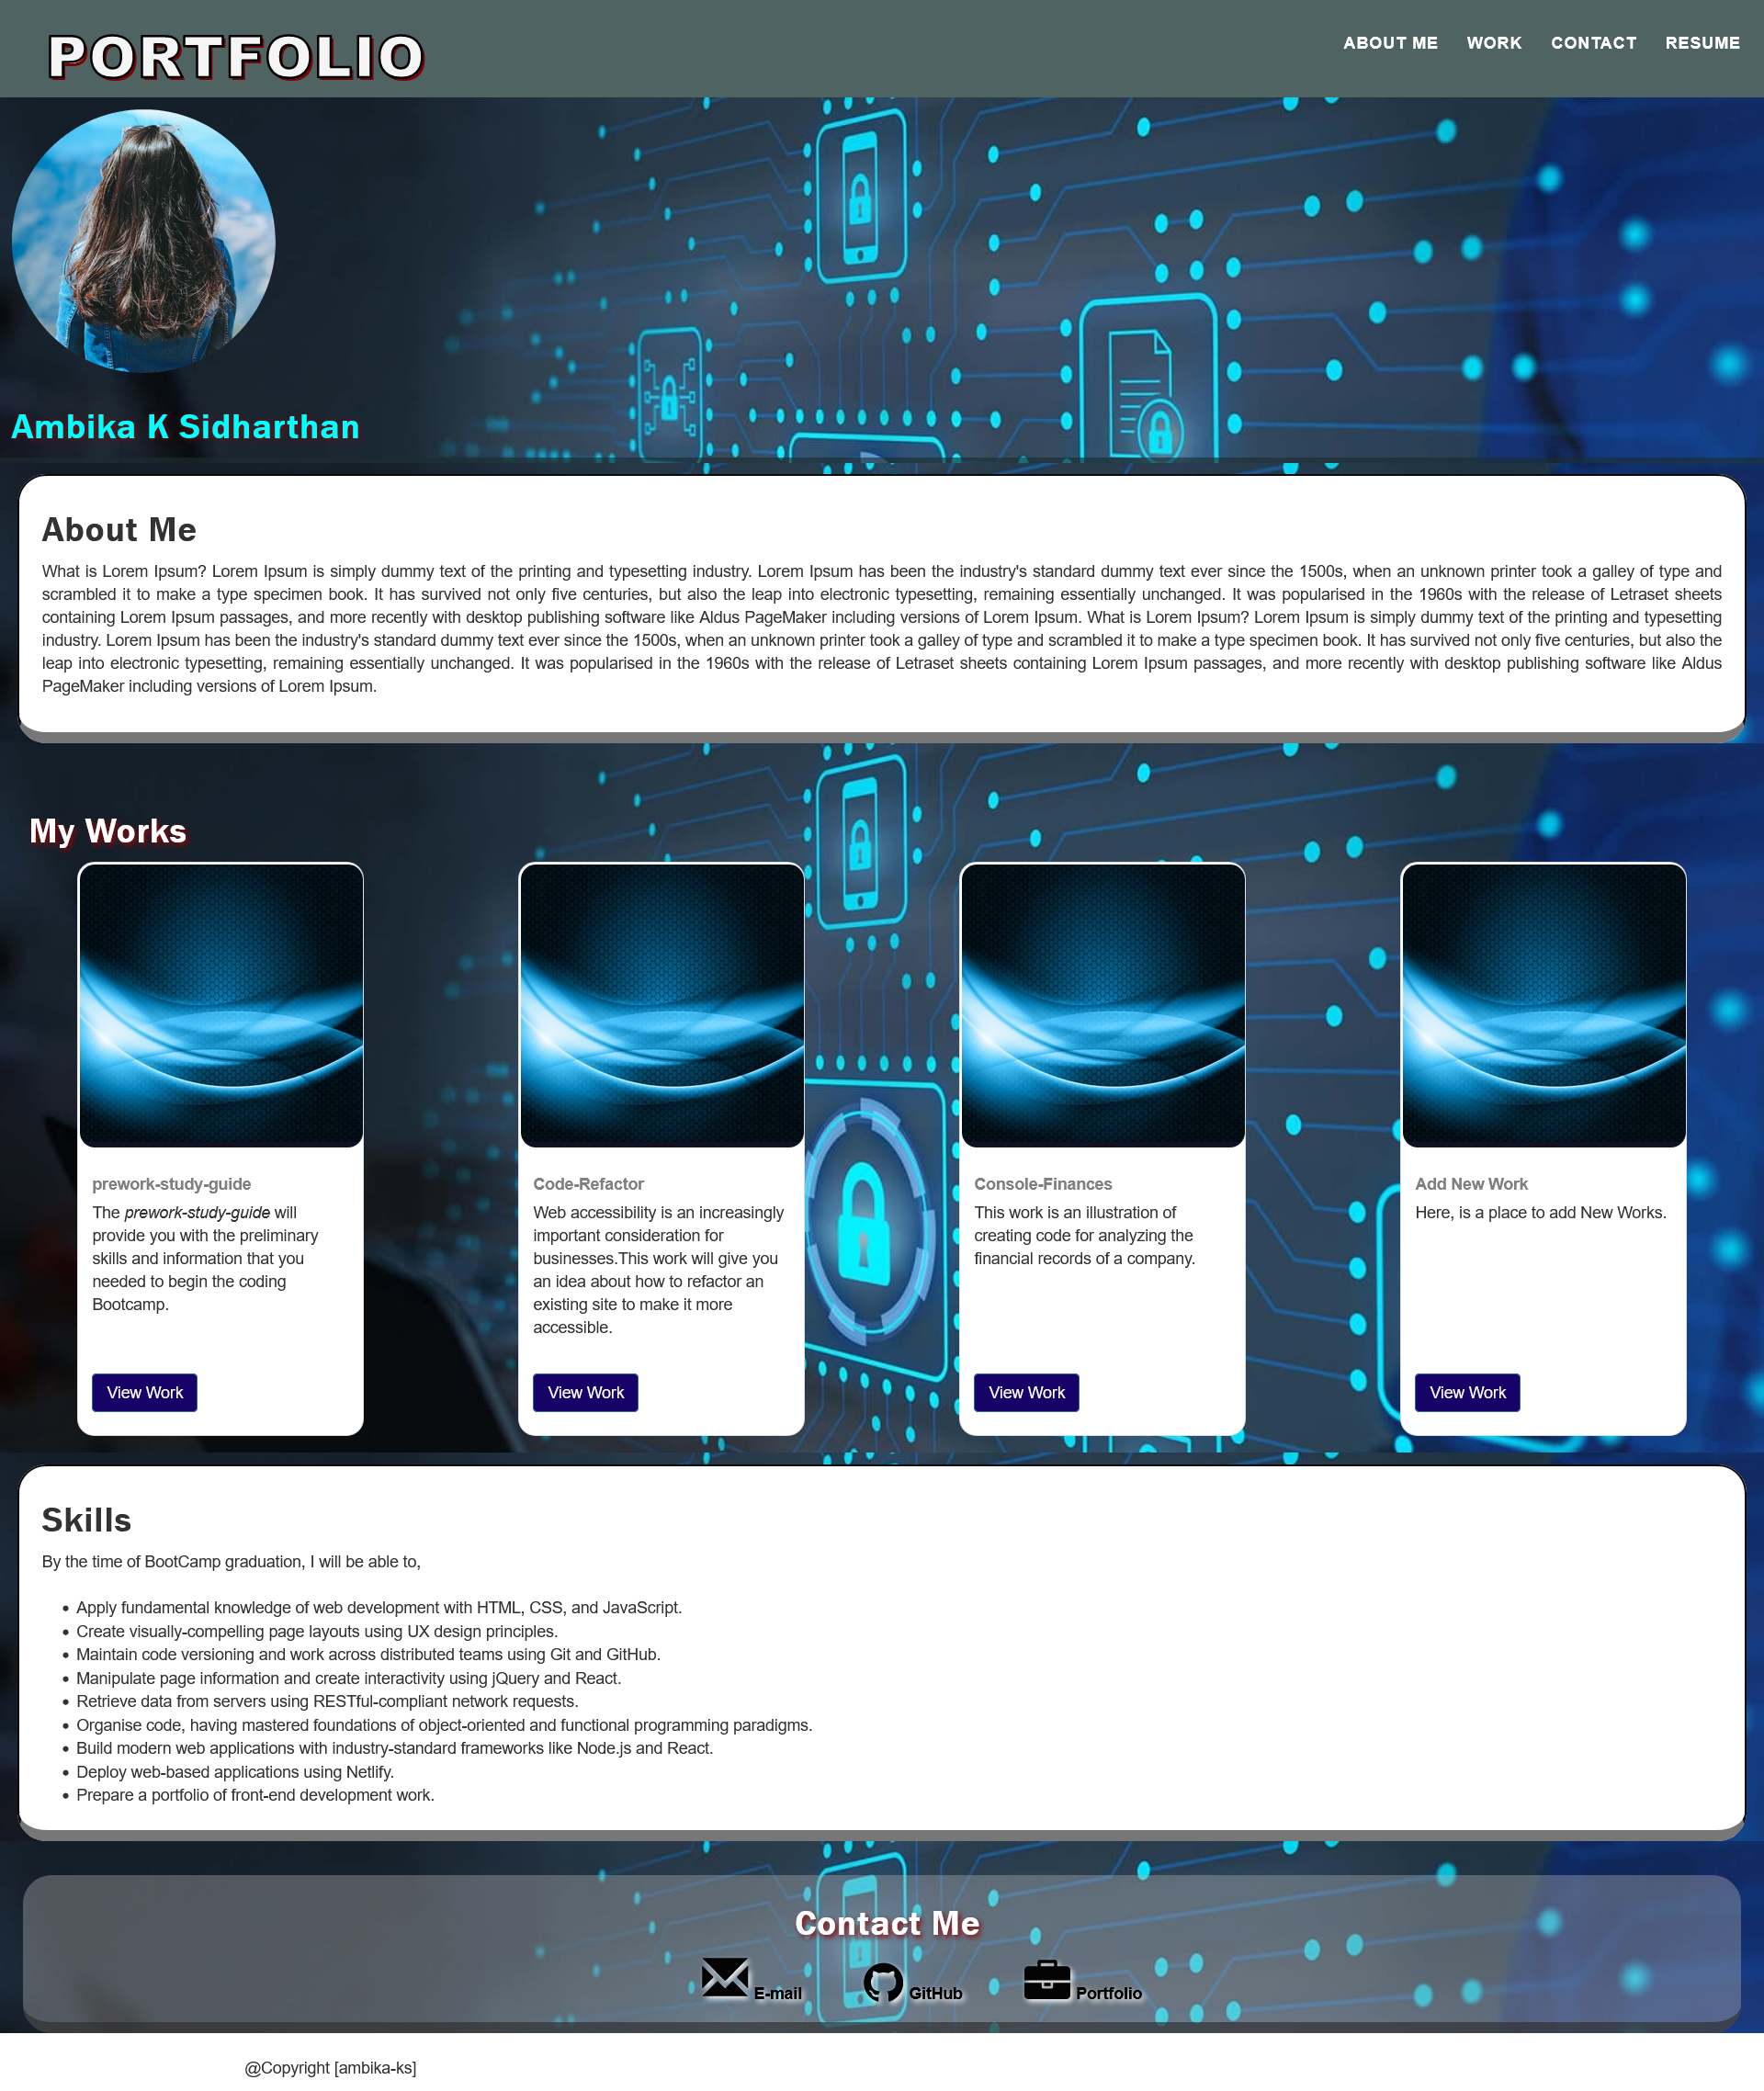 PORTFOLIO
ABOUT ME WORK CONTACT RESUME
Ambika K Sidharthan
About Me
What is Lorem Ipsum? Lorem Ipsum is simply dummy text of the printing and typesetting industry. Lorem Ipsum has been the industry's standard dummy text ever since the 1500s, when an unknown printer took a galley of type and
scrambled it to make a type specimen book. It has survived not only five centuries, but also the leap into electronic typesetting, remaining essentially unchanged. It was popularised in the 1960s with the release of Letraset sheets
containing Lorem Ipsum passages, and more recently with desktop publishing software like Aldus PageMaker including versions of Lorem Ipsum. What is Lorem Ipsum? Lorem Ipsum is simply dummy text of the printing and typesetting
industry. Lorem Ipsum has been the industry's standard dummy text ever since the 1500s, when an unknown printer took a galley of type and scrambled it to make a type specimen book. It has survived not only five centuries, but also the
leap into electronic typesetting, remaining essentially unchanged. It was popularised in the 1960s with the release of Letraset sheets containing Lorem Ipsum passages, and more recently with desktop publishing software like Aldus
PageMaker including versions of Lorem Ipsum.
My Works
prework-study-guide
The prework-study-guide will
provide you with the preliminary
skills and information that you
needed to begin the coding
Bootcamp.
View Work
Code-Refactor
Web accessibility is an increasingly
important consideration for
businesses.This work will give you
an idea about how to refactor an
existing site to make it more
accessible.
View Work
Console-Finances
This work is an illustration of
creating code for analyzing the
financial records of a company.
View Work
Add New Work
Here, is a place to add New Works.
View Work
Skills
By the time of BootCamp graduation, I will be able to,
• Apply fundamental knowledge of web development with HTML, CSS, and JavaScript.
• Create visually-compelling page layouts using UX design principles.
• Maintain code versioning and work across distributed teams using Git and GitHub.
• Manipulate page information and create interactivity using jQuery and React.
• Retrieve data from servers using RESTful-compliant network requests.
• Organise code, having mastered foundations of object-oriented and functional programming paradigms.
• Build modern web applications with industry-standard frameworks like Node.js and React.
• Deploy web-based applications using Netlify.
• Prepare a portfolio of front-end development work.
Contact Me
E-mail GitHub Portfolio
@Copyright [ambika-ks]